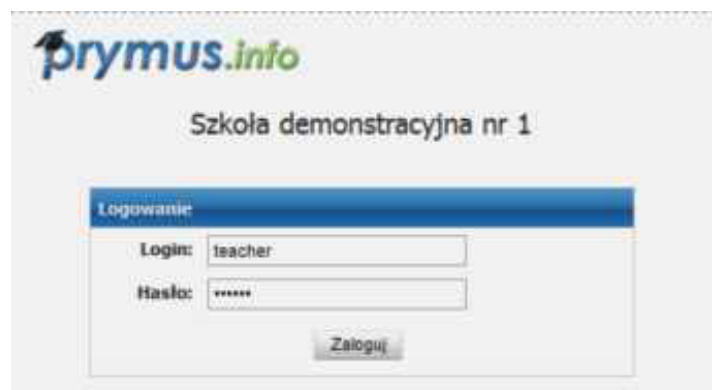 prymus.info
Szkoła demonstracyjna nr 1
Logowanie
Login: teacher
Hasło: ••••••
Zaloguj